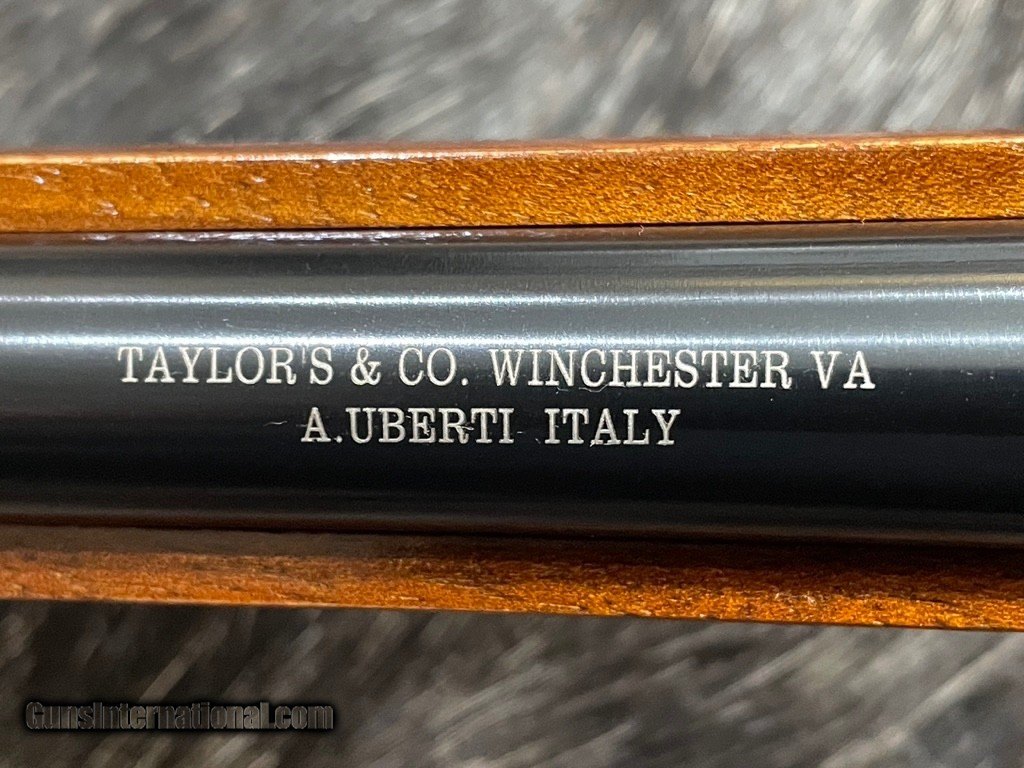 TAYLOR'S & CO. WINCHESTER VA
A.UBERTI ITALY
GunsInternational.com